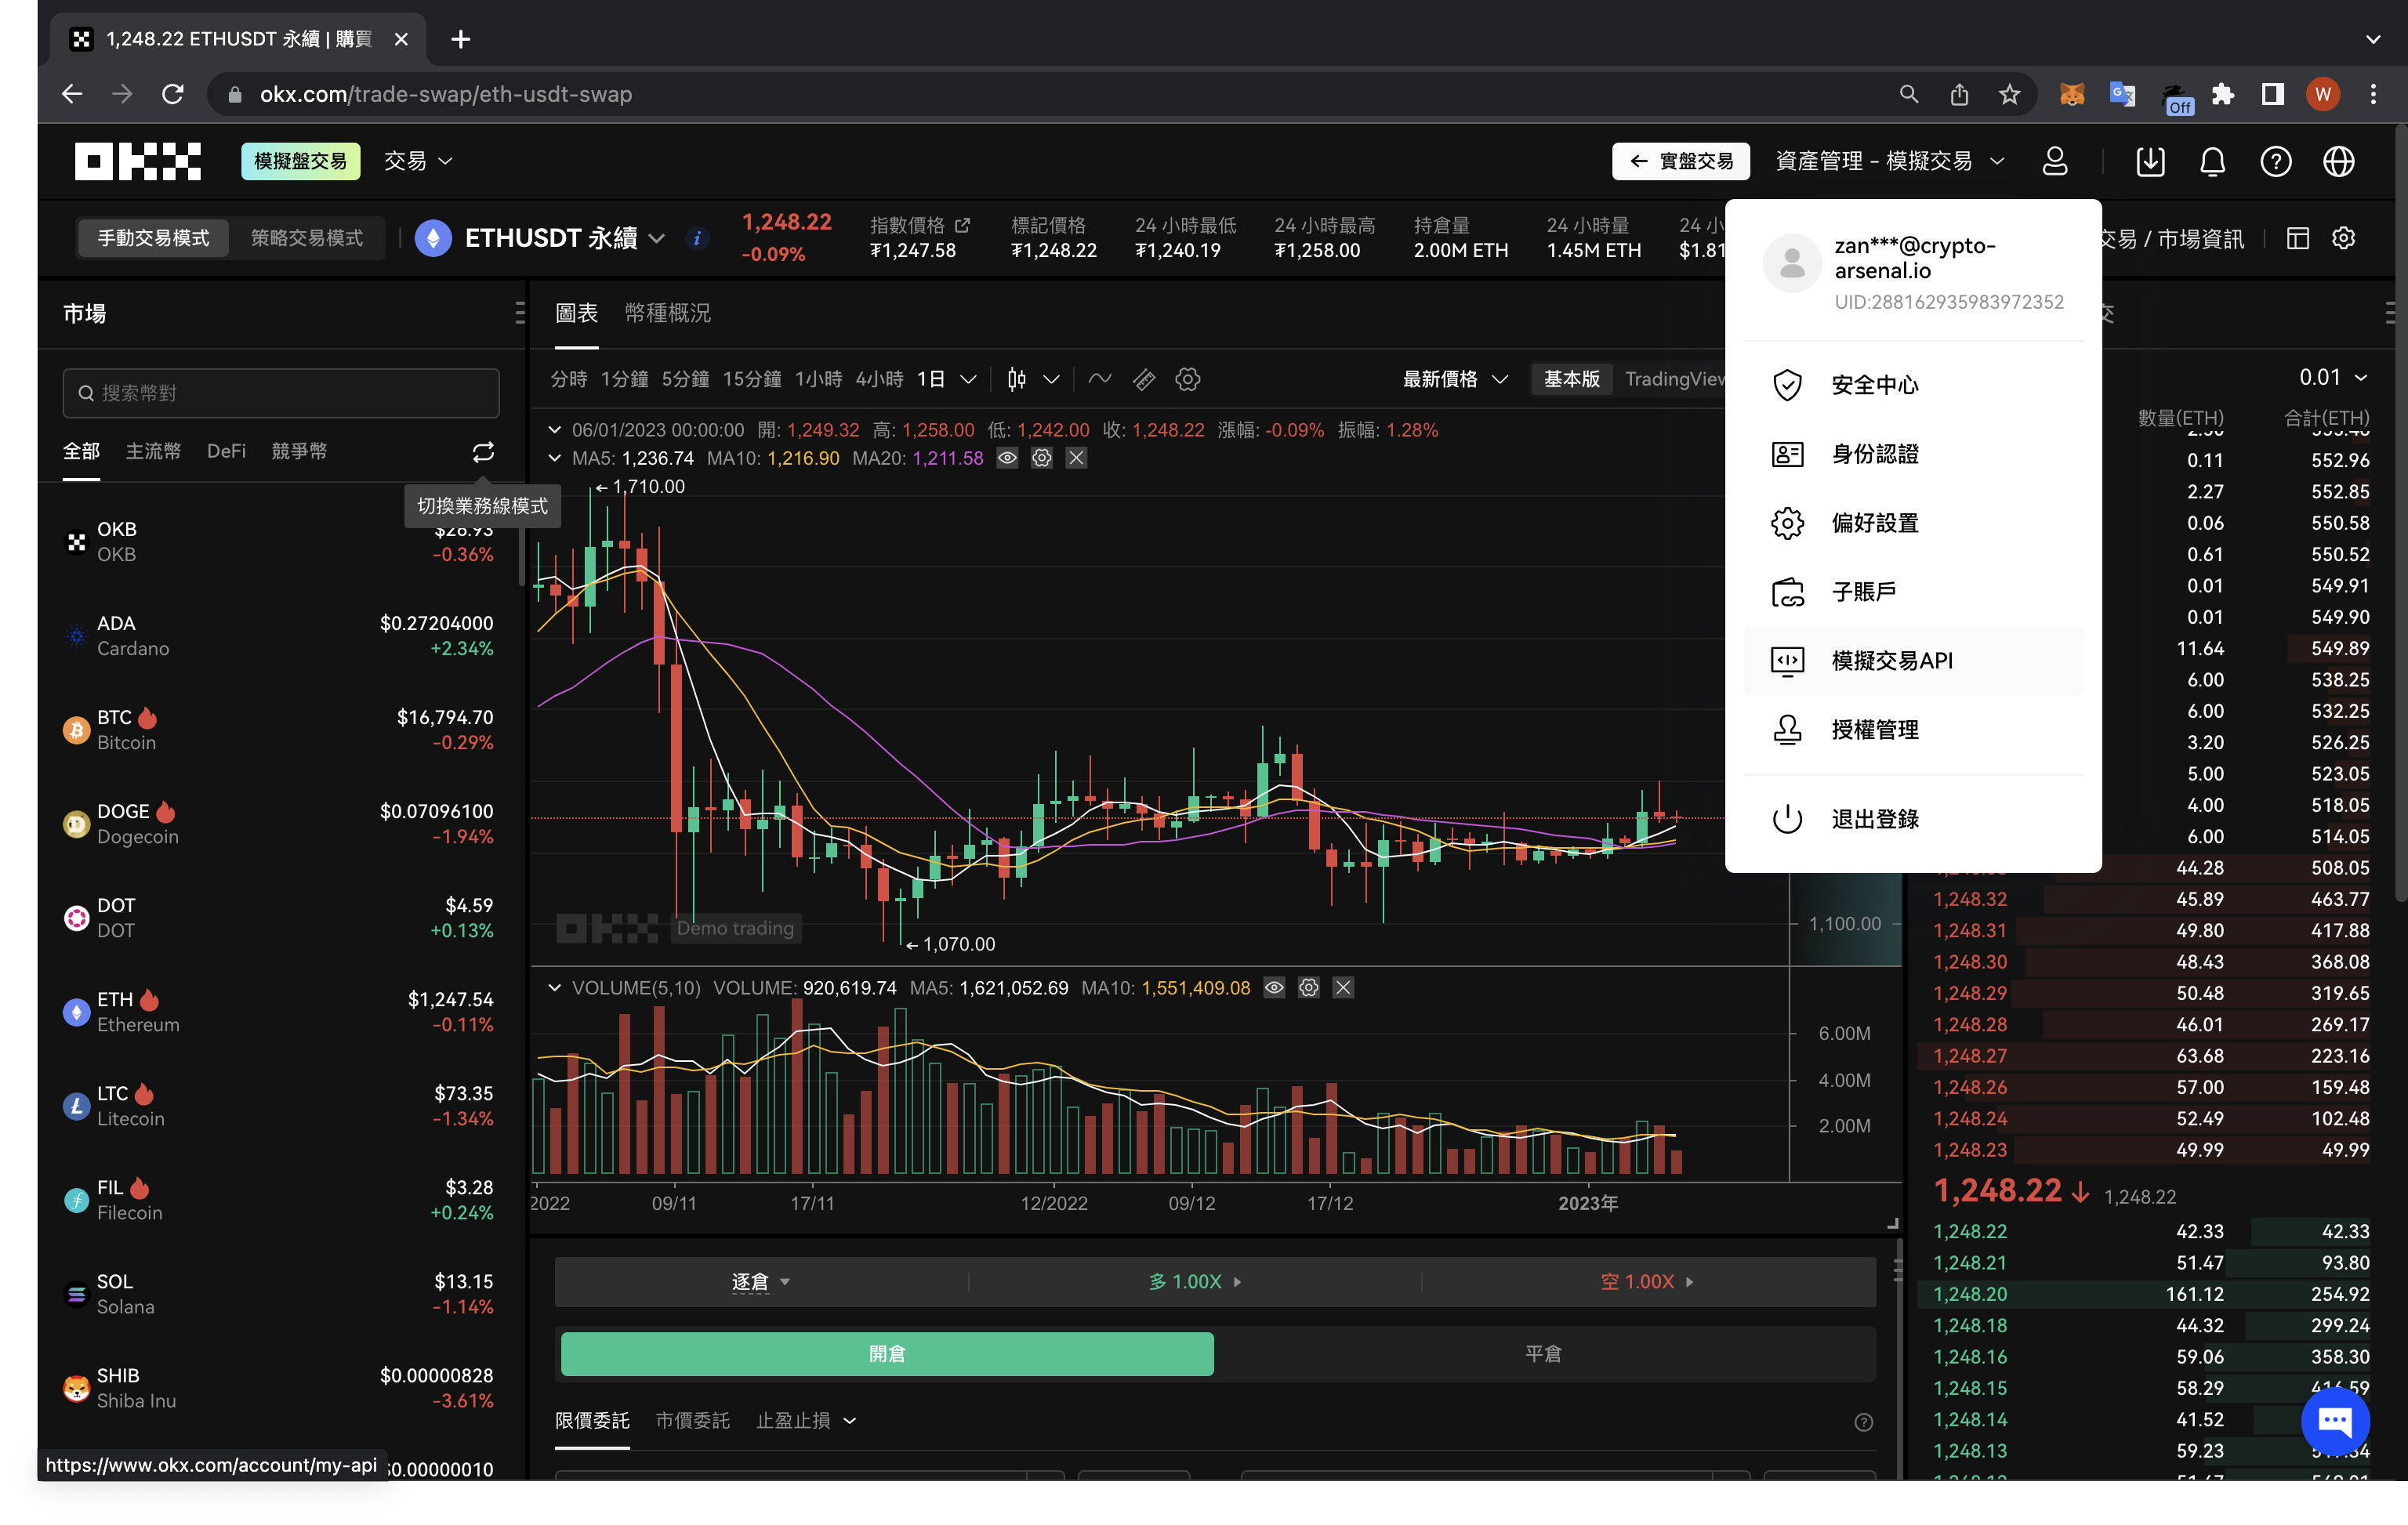 1,248.22 ETHUSDT 永續 | 購買
okx.com/trade-swap/eth-usdt-swap
Off
W
OKX
模擬盤交易
交易
← 實盤交易
資產管理 - 模擬交易
手動交易模式
策略交易模式
ETHUSDT 永續
1,248.22
-0.09%
指數價格
₮1,247.58
標記價格
₮1,248.22
24 小時最低
₮1,240.19
24 小時最高
₮1,258.00
持倉量
2.00M ETH
24 小時量
1.45M ETH
24 小
$1.81
交易 / 市場資訊
市場
搜索幣對
全部 主流幣 DeFi 競爭幣
切換業務線模式
OKB $28.93
OKB -0.36%
ADA $0.27204000
Cardano +2.34%
BTC $16,794.70
Bitcoin -0.29%
DOGE $0.07096100
Dogecoin -1.94%
DOT $4.59
DOT +0.13%
ETH $1,247.54
Ethereum -0.11%
LTC $73.35
Litecoin -1.34%
FIL $3.28
Filecoin +0.24%
SOL $13.15
Solana -1.14%
SHIB $0.00000828
Shiba Inu -3.61%
$0.00000010
https://www.okx.com/account/my-api
圖表 幣種概況
分時 1分鐘 5分鐘 15分鐘 1小時 4小時 1日
最新價格
基本版 TradingView
06/01/2023 00:00:00 開: 1,249.32 高: 1,258.00 低: 1,242.00 收: 1,248.22 漲幅: -0.09% 振幅: 1.28%
MA5: 1,236.74 MA10: 1,216.90 MA20: 1,211.58
←1,710.00
←1,070.00
OKX Demo trading
1,100.00
VOLUME(5,10) VOLUME: 920,619.74 MA5: 1,621,052.69 MA10: 1,551,409.08
6.00M
4.00M
2.00M
2022 09/11 17/11 12/2022 09/12 17/12 2023年
逐倉 多 1.00X 空 1.00X
開倉 平倉
限價委託 市價委託 止盈止損
zan***@crypto-
arsenal.io
UID:288162935983972352
安全中心
身份認證
偏好設置
子賬戶
模擬交易API
授權管理
退出登錄
交
0.01
數量(ETH) 合計(ETH)
0.11 552.96
2.27 552.85
0.06 550.58
0.61 550.52
0.01 549.91
0.01 549.90
11.64 549.89
6.00 538.25
6.00 532.25
3.20 526.25
5.00 523.05
4.00 518.05
6.00 514.05
44.28 508.05
1,248.32 45.89 463.77
1,248.31 49.80 417.88
1,248.30 48.43 368.08
1,248.29 50.48 319.65
1,248.28 46.01 269.17
1,248.27 63.68 223.16
1,248.26 57.00 159.48
1,248.24 52.49 102.48
1,248.23 49.99 49.99
1,248.22↓ 1,248.22
1,248.22 42.33 42.33
1,248.21 51.47 93.80
1,248.20 161.12 254.92
1,248.18 44.32 299.24
1,248.16 59.06 358.30
1,248.15 58.29 416.59
1,248.14 41.52
1,248.13 59.23